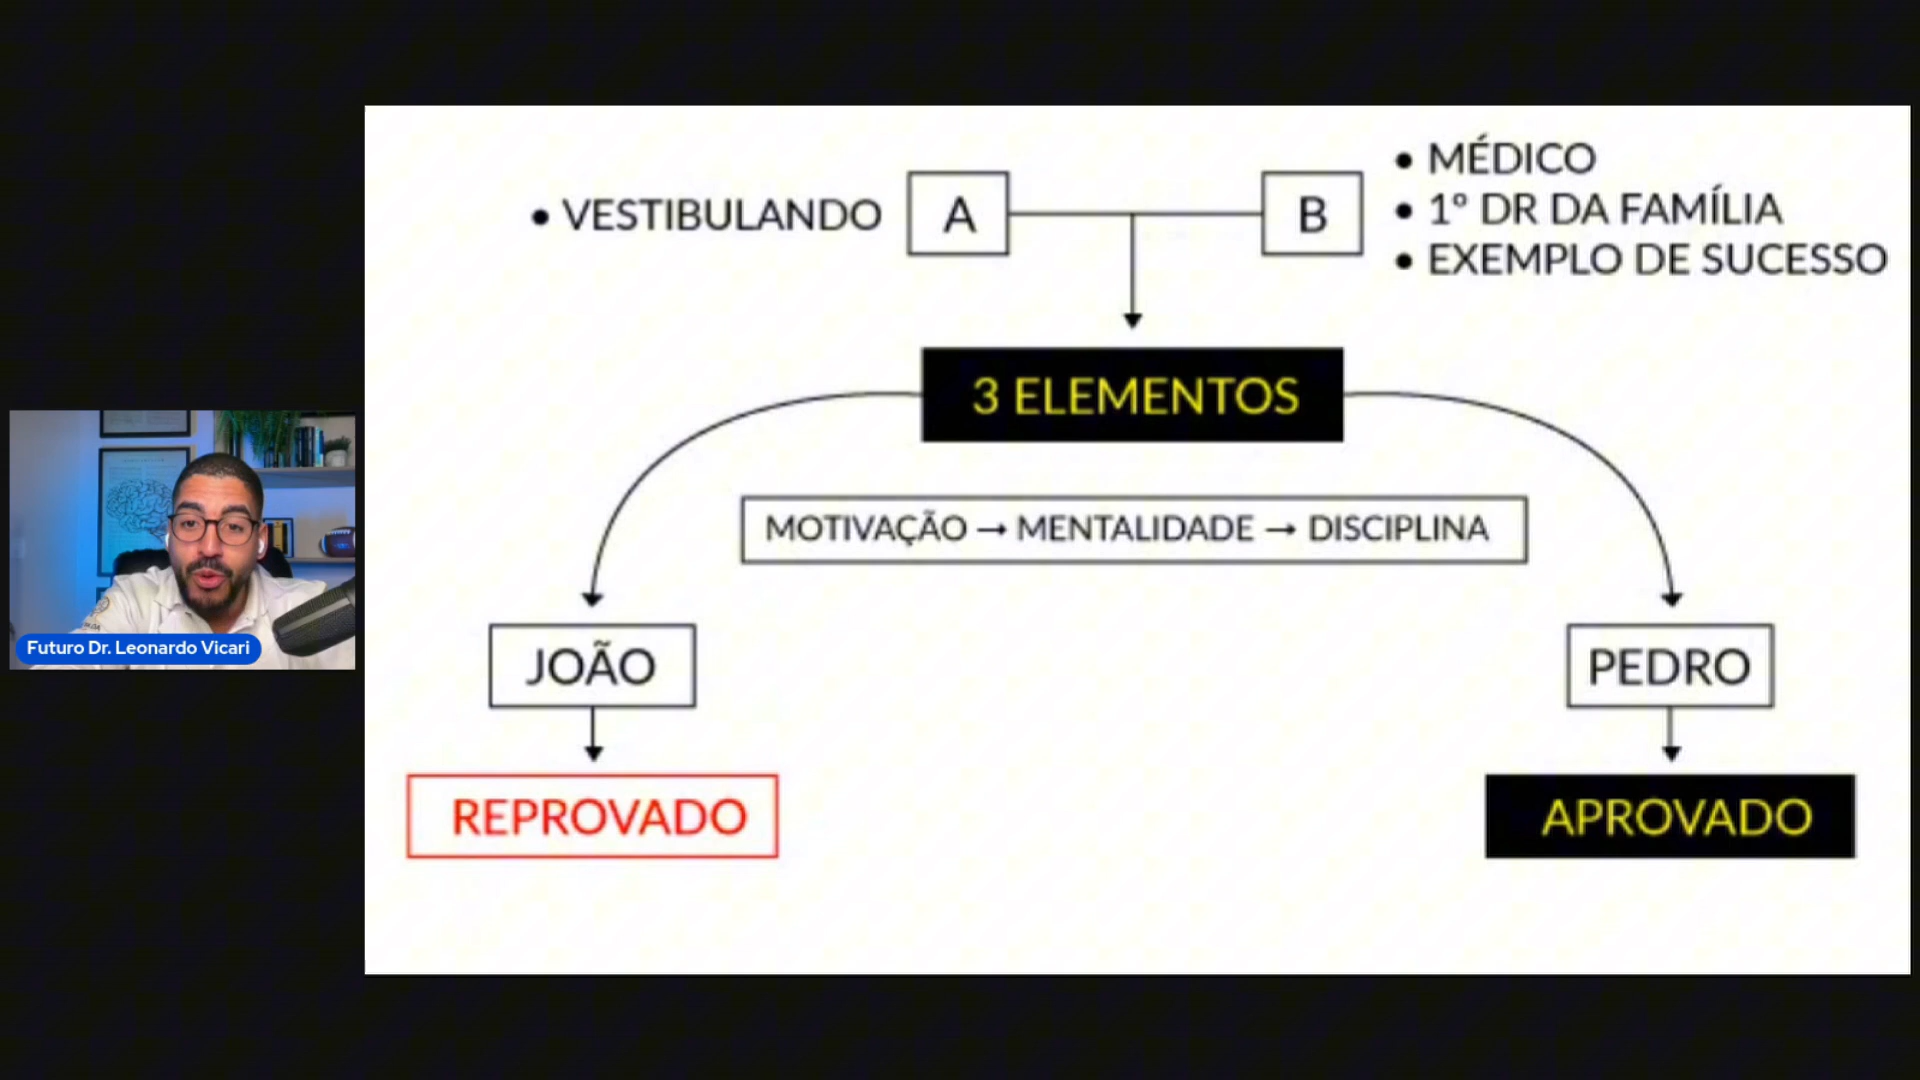 • VESTIBULANDO
A
B
• MÉDICO
• 1º DR DA FAMÍLIA
• EXEMPLO DE SUCESSO
3 ELEMENTOS
MOTIVAÇÃO → MENTALIDADE → DISCIPLINA
JOÃO
PEDRO
REPROVADO
APROVADO
Futuro Dr. Leonardo Vicari